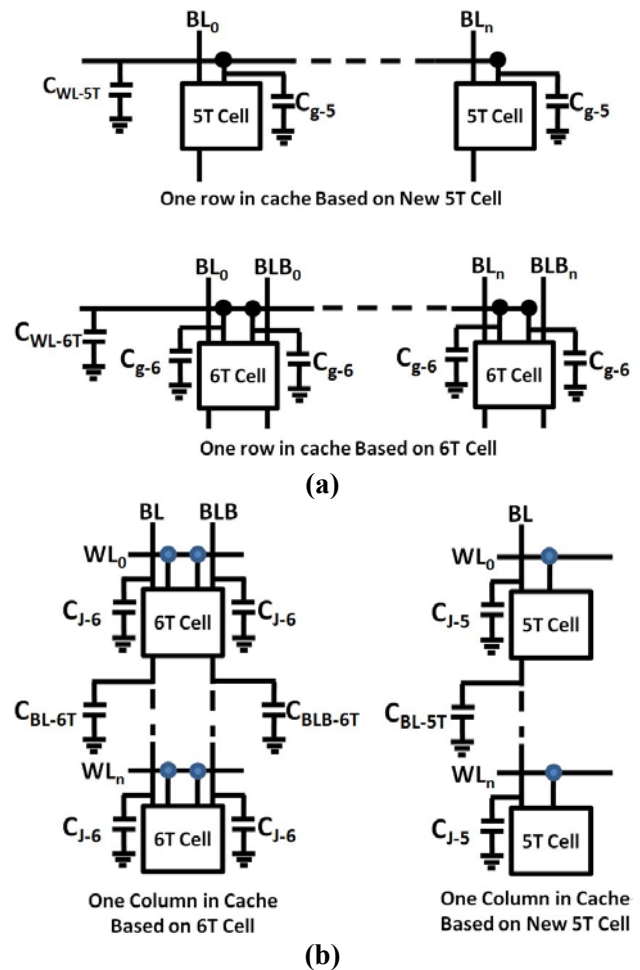 BL0 BLn
CWL-5T
5T Cell Cg-5 5T Cell Cg-5
One row in cache Based on New 5T Cell
BL0 BLB0 BLn BLBn
CWL-6T
Cg-6 6T Cell Cg-6 Cg-6 6T Cell Cg-6
One row in cache Based on 6T Cell
(a)
BL BLB BL
WL0 WL0
CJ-6 6T Cell CJ-6 CJ-5 5T Cell
CBL-6T CBLB-6T CBL-5T
WLn WLn
CJ-6 6T Cell CJ-6 CJ-5 5T Cell
One Column in Cache
Based on 6T Cell
One Column in Cache
Based on New 5T Cell
(b)